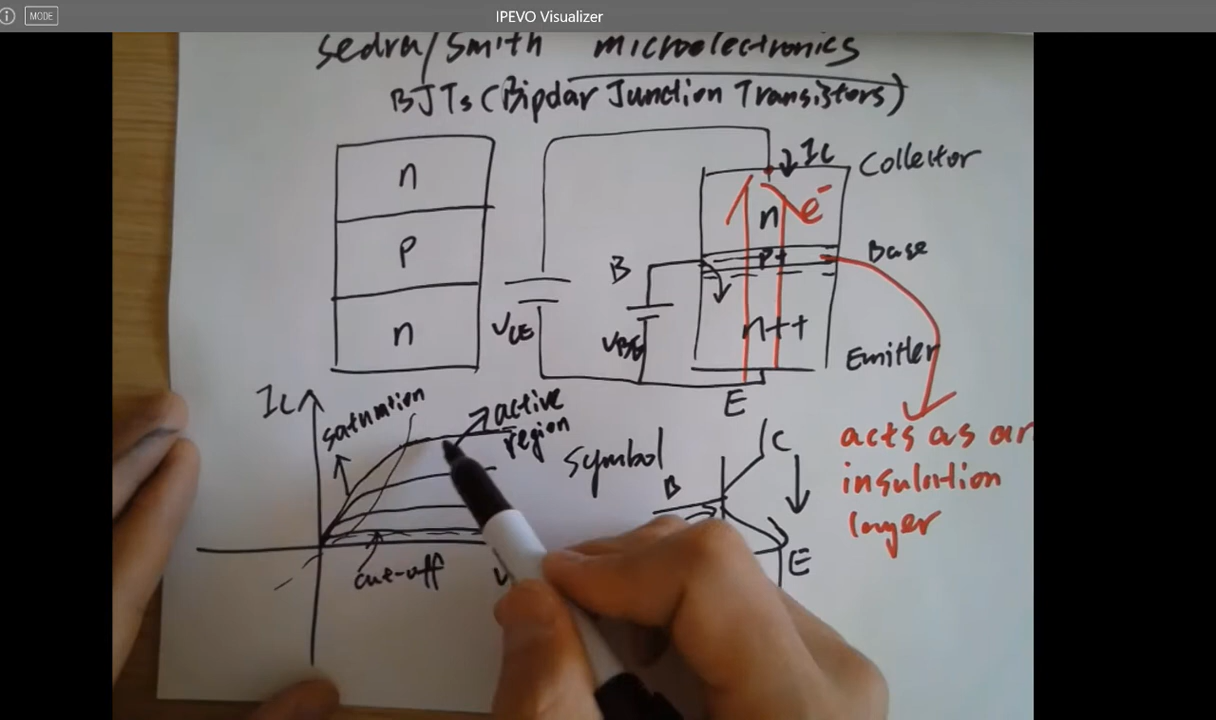 MODE
IPEVO Visualizer
Sedra/Smith microelectronics
BJTs (Bipolar Junction Transistors)
n
p
n
IC
Collector
n
e-
B
p+
Base
VCE
VBE
n++
Emitter
E
IC
saturation
active
region
cut-off
Symbol
C
B
E
acts as an
insulation
layer